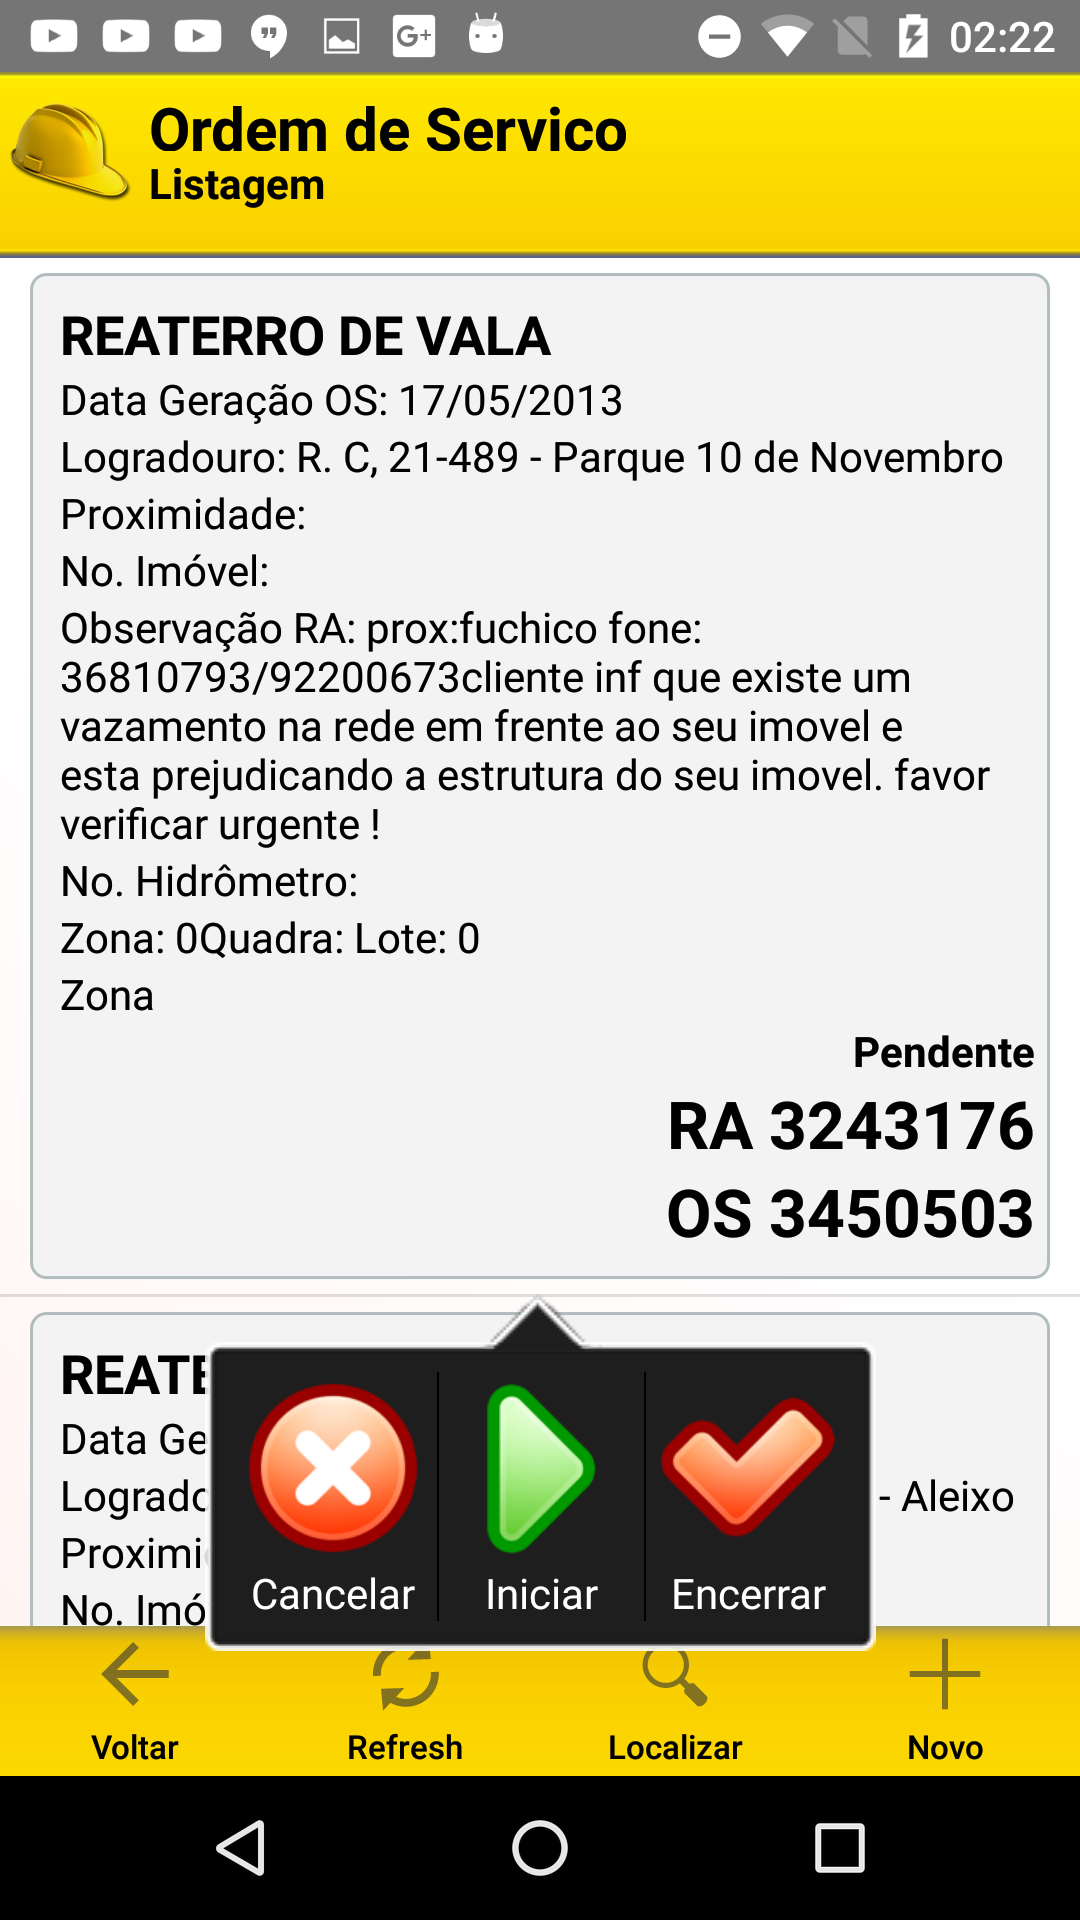 02:22
Ordem de Servico
Listagem
REATERRO DE VALA
Data Geração OS: 17/05/2013
Logradouro: R. C, 21-489 - Parque 10 de Novembro
Proximidade:
No. Imóvel:
Observação RA: prox:fuchico fone:
36810793/92200673cliente inf que existe um
vazamento na rede em frente ao seu imovel e
esta prejudicando a estrutura do seu imovel. favor
verificar urgente !
No. Hidrômetro:
Zona: 0Quadra: Lote: 0
Zona
Pendente
RA 3243176
OS 3450503
REATE
Data Ge
Lograd - Aleixo
Proximi
No. Imó
Cancelar Iniciar Encerrar
Voltar Refresh Localizar Novo